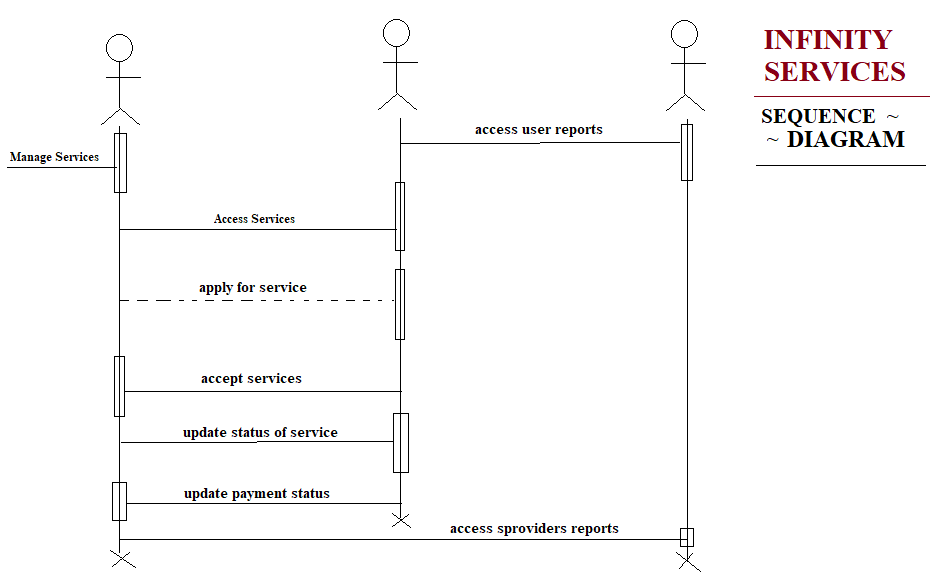 INFINITY
SERVICES
SEQUENCE ~
~ DIAGRAM
access user reports
Manage Services
Access Services
apply for service
accept services
update status of service
update payment status
access sproviders reports